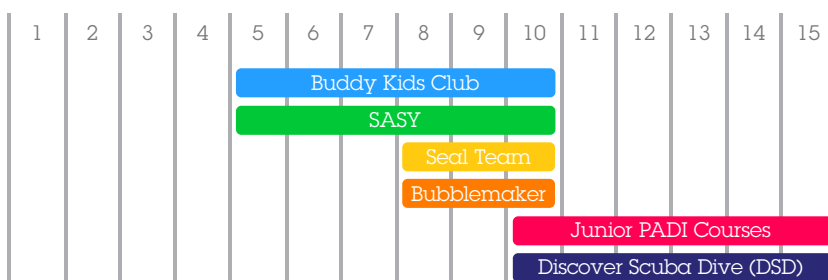 1 2 3 4 5 6 7 8 9 10 11 12 13 14 15
Buddy Kids Club
SASY
Seal Team
Bubblemaker
Junior PADI Courses
Discover Scuba Dive (DSD)